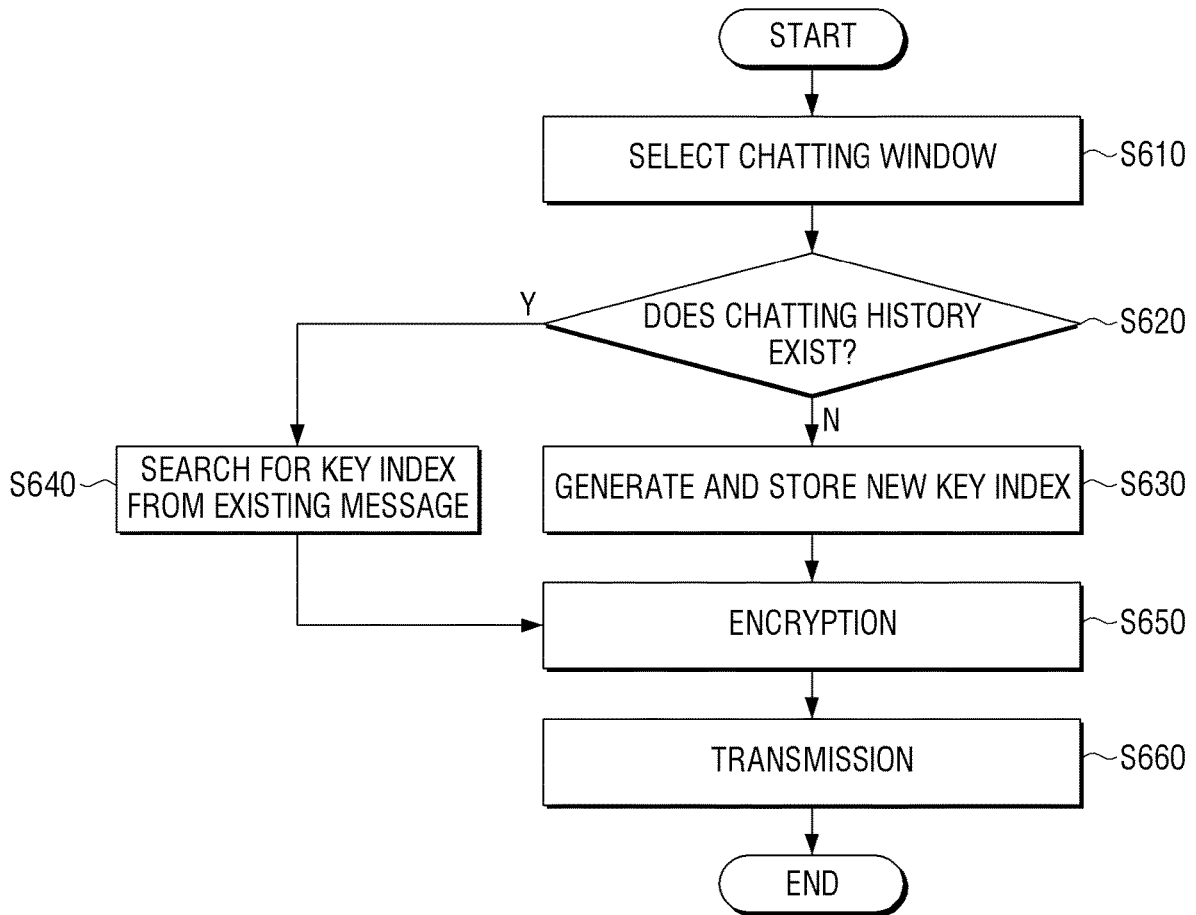 START
SELECT CHATTING WINDOW
S610
DOES CHATTING HISTORY
EXIST?
S620
Y
N
SEARCH FOR KEY INDEX
FROM EXISTING MESSAGE
S640
GENERATE AND STORE NEW KEY INDEX
S630
ENCRYPTION
S650
TRANSMISSION
S660
END